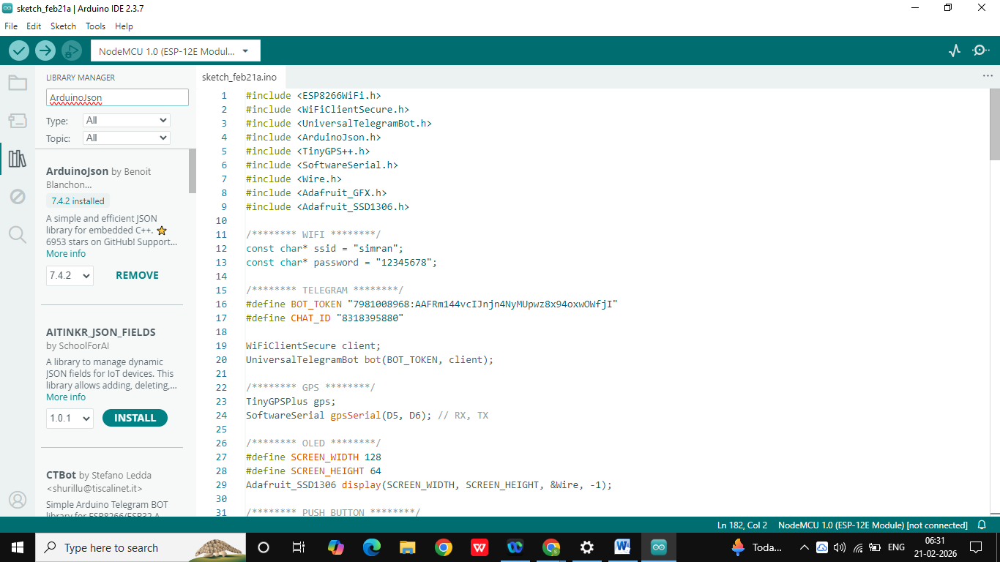 sketch_feb21a | Arduino IDE 2.3.7
File Edit Sketch Tools Help
NodeMCU 1.0 (ESP-12E Modul...
LIBRARY MANAGER
ArduinoJson
Type: All
Topic: All
ArduinoJson by Benoit
Blanchon...
7.4.2 installed
A simple and efficient JSON
library for embedded C++. ⭐
6953 stars on GitHub! Support...
More info
7.4.2 REMOVE
AITINKR_JSON_FIELDS
by SchoolForAI
A library to manage dynamic
JSON fields for IoT devices. This
library allows adding, deleting,...
More info
1.0.1 INSTALL
CTBot by Stefano Ledda
<shurillu@tiscalinet.it>
Simple Arduino Telegram BOT
library for ESP8266/ESP32 A
sketch_feb21a.ino
1 #include <ESP8266WiFi.h>
2 #include <WiFiClientSecure.h>
3 #include <UniversalTelegramBot.h>
4 #include <ArduinoJson.h>
5 #include <TinyGPS++.h>
6 #include <SoftwareSerial.h>
7 #include <Wire.h>
8 #include <Adafruit_GFX.h>
9 #include <Adafruit_SSD1306.h>
10
11 /******** WIFI ********/
12 const char* ssid = "simran";
13 const char* password = "12345678";
14
15 /******** TELEGRAM ********/
16 #define BOT_TOKEN "7981008968:AAFRm144vcIJnjn4NyMUpwz8x94oxwOWfjI"
17 #define CHAT_ID "8318395880"
18
19 WiFiClientSecure client;
20 UniversalTelegramBot bot(BOT_TOKEN, client);
21
22 /******** GPS ********/
23 TinyGPSPlus gps;
24 SoftwareSerial gpsSerial(D5, D6); // RX, TX
25
26 /******** OLED ********/
27 #define SCREEN_WIDTH 128
28 #define SCREEN_HEIGHT 64
29 Adafruit_SSD1306 display(SCREEN_WIDTH, SCREEN_HEIGHT, &Wire, -1);
30
31 /******** PUSH BUTTON ********/
Ln 182, Col 2 NodeMCU 1.0 (ESP-12E Module) [not connected]
Type here to search
Toda...
ENG
06:31
21-02-2026